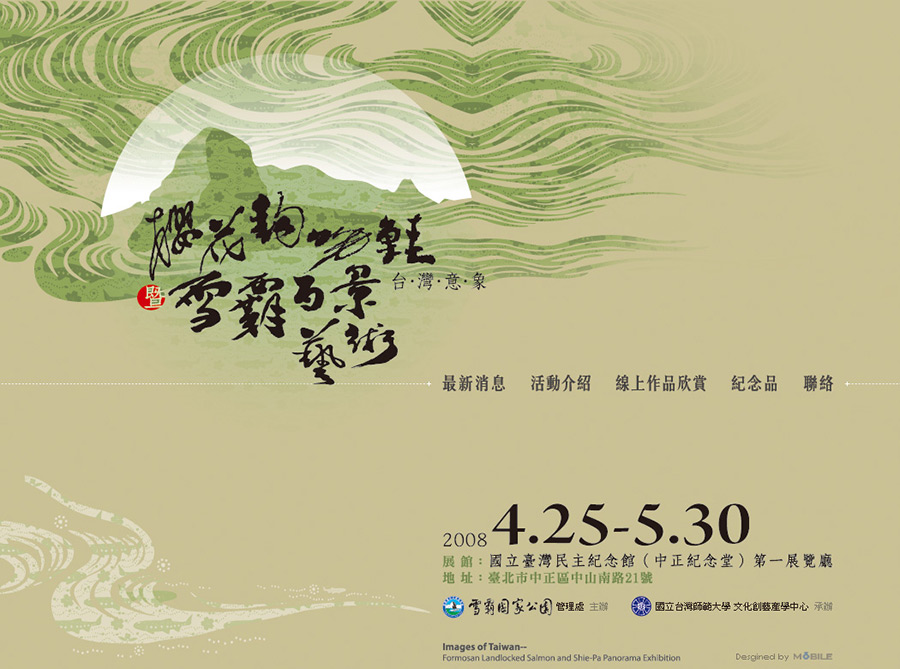 櫻花鉤吻鮭
暨 雪霸百景
台·灣·意·象
藝術
最新消息 活動介紹 線上作品欣賞 紀念品 聯絡
2008 4.25-5.30
展 館：國立臺灣民主紀念館（中正紀念堂）第一展覽廳
地 址：臺北市中正區中山南路21號
雪霸國家公園 管理處 主辦 國立台灣師範大學 文化創藝產學中心 承辦
Images of Taiwan--
Formosan Landlocked Salmon and Shie-Pa Panorama Exhibition
Desgined by MOBILE